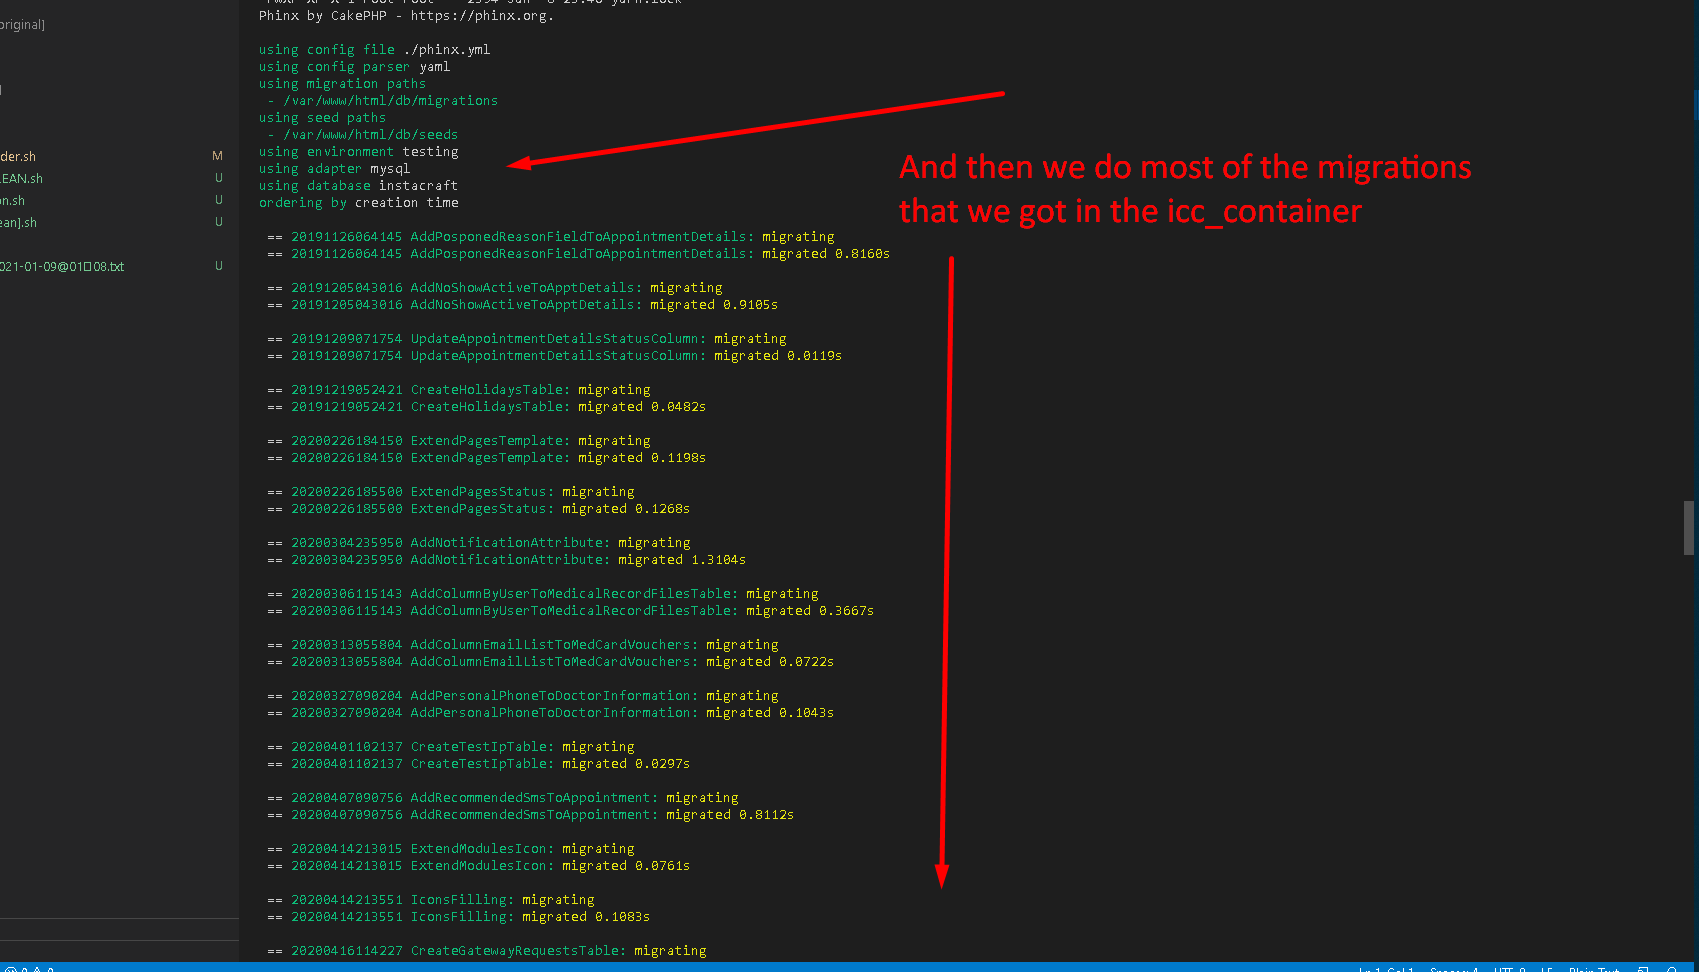 Phinx by CakePHP - https://phinx.org.
original]
using config file ./phinx.yml
using config parser yaml
using migration paths
- /var/www/html/db/migrations
using seed paths
- /var/www/html/db/seeds
using environment testing
using adapter mysql
using database instacraft
ordering by creation time
der.sh M
EAN.sh U
on.sh U
ean].sh U
021-01-09@01 08.txt U
And then we do most of the migrations
that we got in the icc_container
== 20191126064145 AddPosponedReasonFieldToAppointmentDetails: migrating
== 20191126064145 AddPosponedReasonFieldToAppointmentDetails: migrated 0.8160s
== 20191205043016 AddNoShowActiveToApptDetails: migrating
== 20191205043016 AddNoShowActiveToApptDetails: migrated 0.9105s
== 20191209071754 UpdateAppointmentDetailsStatusColumn: migrating
== 20191209071754 UpdateAppointmentDetailsStatusColumn: migrated 0.0119s
== 20191219052421 CreateHolidaysTable: migrating
== 20191219052421 CreateHolidaysTable: migrated 0.0482s
== 20200226184150 ExtendPagesTemplate: migrating
== 20200226184150 ExtendPagesTemplate: migrated 0.1198s
== 20200226185500 ExtendPagesStatus: migrating
== 20200226185500 ExtendPagesStatus: migrated 0.1268s
== 20200304235950 AddNotificationAttribute: migrating
== 20200304235950 AddNotificationAttribute: migrated 1.3104s
== 20200306115143 AddColumnByUserToMedicalRecordFilesTable: migrating
== 20200306115143 AddColumnByUserToMedicalRecordFilesTable: migrated 0.3667s
== 20200313055804 AddColumnEmailListToMedCardVouchers: migrating
== 20200313055804 AddColumnEmailListToMedCardVouchers: migrated 0.0722s
== 20200327090204 AddPersonalPhoneToDoctorInformation: migrating
== 20200327090204 AddPersonalPhoneToDoctorInformation: migrated 0.1043s
== 20200401102137 CreateTestIpTable: migrating
== 20200401102137 CreateTestIpTable: migrated 0.0297s
== 20200407090756 AddRecommendedSmsToAppointment: migrating
== 20200407090756 AddRecommendedSmsToAppointment: migrated 0.8112s
== 20200414213015 ExtendModulesIcon: migrating
== 20200414213015 ExtendModulesIcon: migrated 0.0761s
== 20200414213551 IconsFilling: migrating
== 20200414213551 IconsFilling: migrated 0.1083s
== 20200416114227 CreateGatewayRequestsTable: migrating